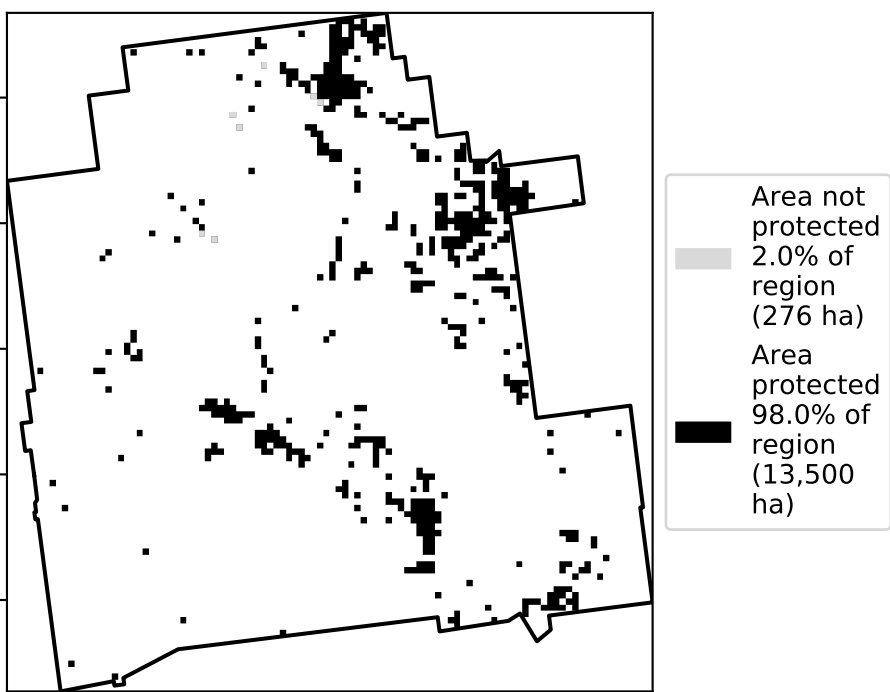 Area not
protected
2.0% of
region
(276 ha)
Area
protected
98.0% of
region
(13,500
ha)